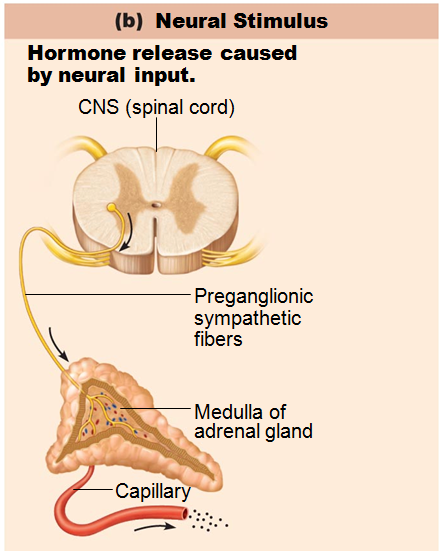 (b) Neural Stimulus
Hormone release caused
by neural input.
CNS (spinal cord)
Preganglionic
sympathetic
fibers
Medulla of
adrenal gland
Capillary